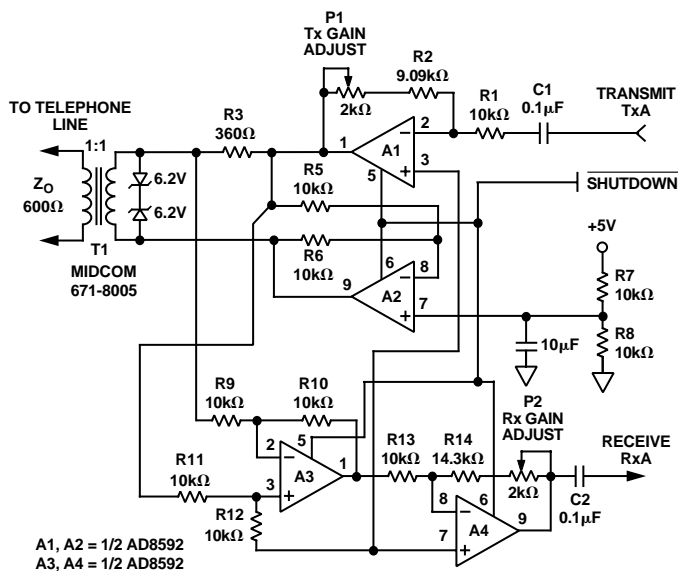 P1
Tx GAIN
ADJUST
2kΩ
R2
9.09kΩ
R1
10kΩ
C1
0.1µF
TRANSMIT
TxA
TO TELEPHONE
LINE
1:1
ZO
600Ω
6.2V
6.2V
T1
MIDCOM
671-8005
R3
360Ω
1
A1
2
3
5
R5
10kΩ
R6
10kΩ
9
A2
6
8
7
SHUTDOWN
+5V
R7
10kΩ
R8
10kΩ
10µF
R9
10kΩ
R10
10kΩ
R11
10kΩ
R12
10kΩ
2
3
5
A3
1
R13
10kΩ
R14
14.3kΩ
P2
Rx GAIN
ADJUST
2kΩ
8
7
6
A4
9
C2
0.1µF
RECEIVE
RxA
A1, A2 = 1/2 AD8592
A3, A4 = 1/2 AD8592